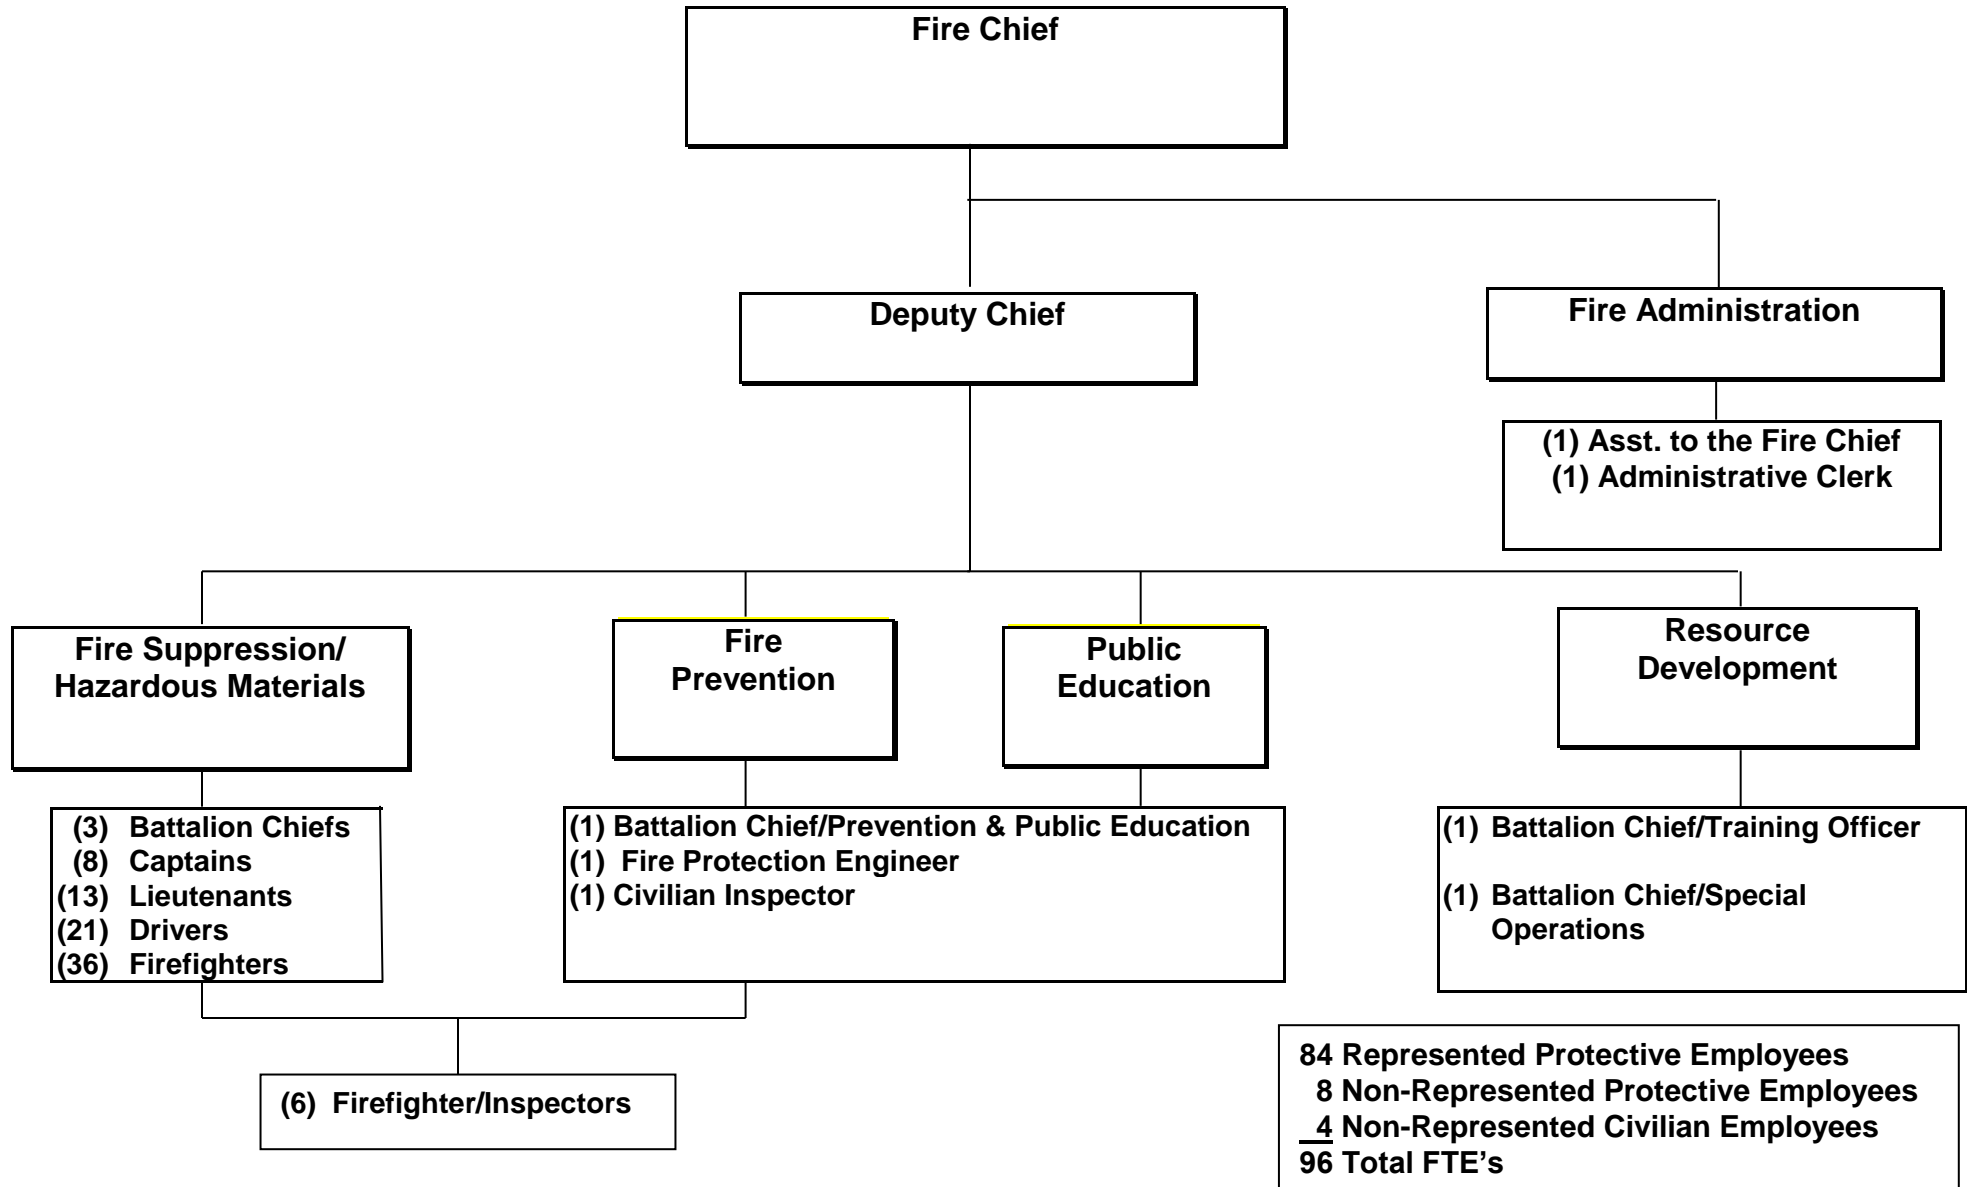 Fire Chief
Deputy Chief
Fire Administration
(1) Asst. to the Fire Chief
(1) Administrative Clerk
Fire Suppression/
Hazardous Materials
Fire
Prevention
Public
Education
Resource
Development
(3) Battalion Chiefs
(8) Captains
(13) Lieutenants
(21) Drivers
(36) Firefighters
(1) Battalion Chief/Prevention & Public Education
(1) Fire Protection Engineer
(1) Civilian Inspector
(1) Battalion Chief/Training Officer
(1) Battalion Chief/Special
Operations
(6) Firefighter/Inspectors
84 Represented Protective Employees
8 Non-Represented Protective Employees
4 Non-Represented Civilian Employees
96 Total FTE's